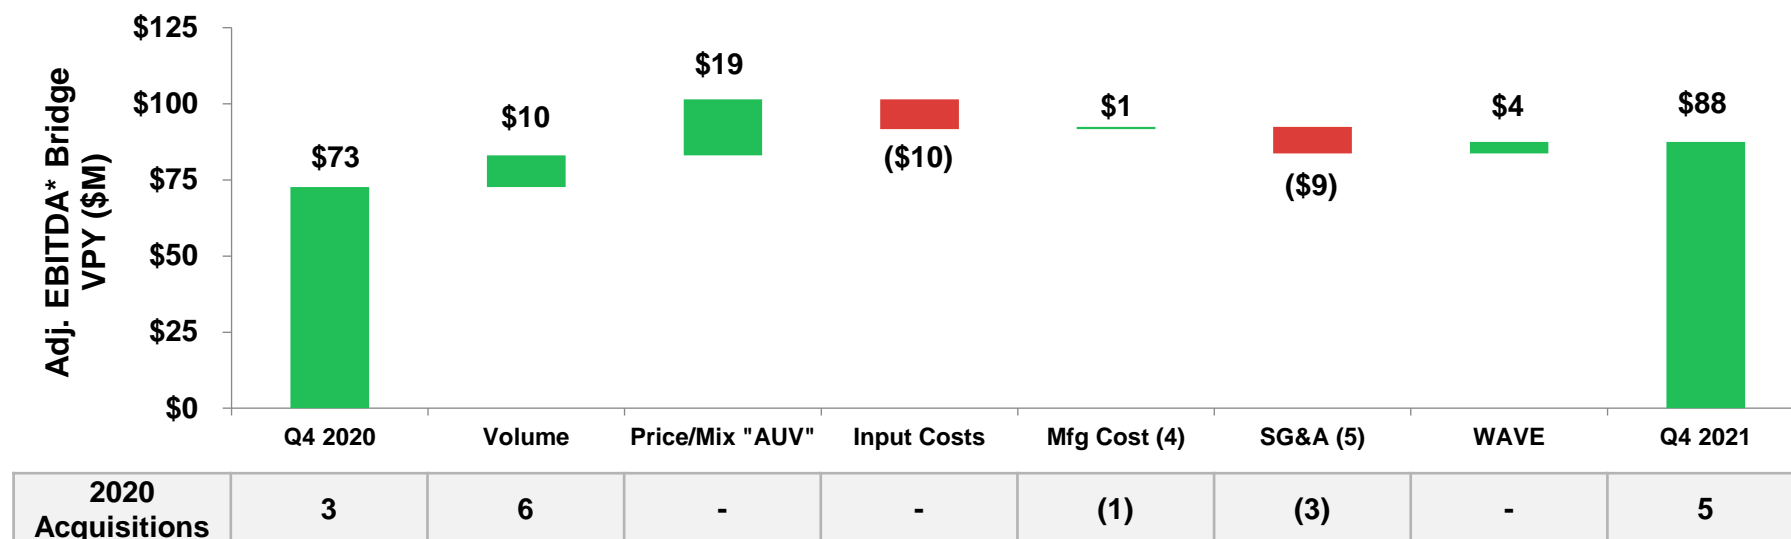 Adj. EBITDA* Bridge
VPY ($M)
$125
$100
$75
$50
$25
$0
$73
$10
$19
($10)
$1
($9)
$4
$88
Q4 2020
Volume
Price/Mix "AUV"
Input Costs
Mfg Cost (4)
SG&A (5)
WAVE
Q4 2021
2020
Acquisitions
3
6
-
-
(1)
(3)
-
5